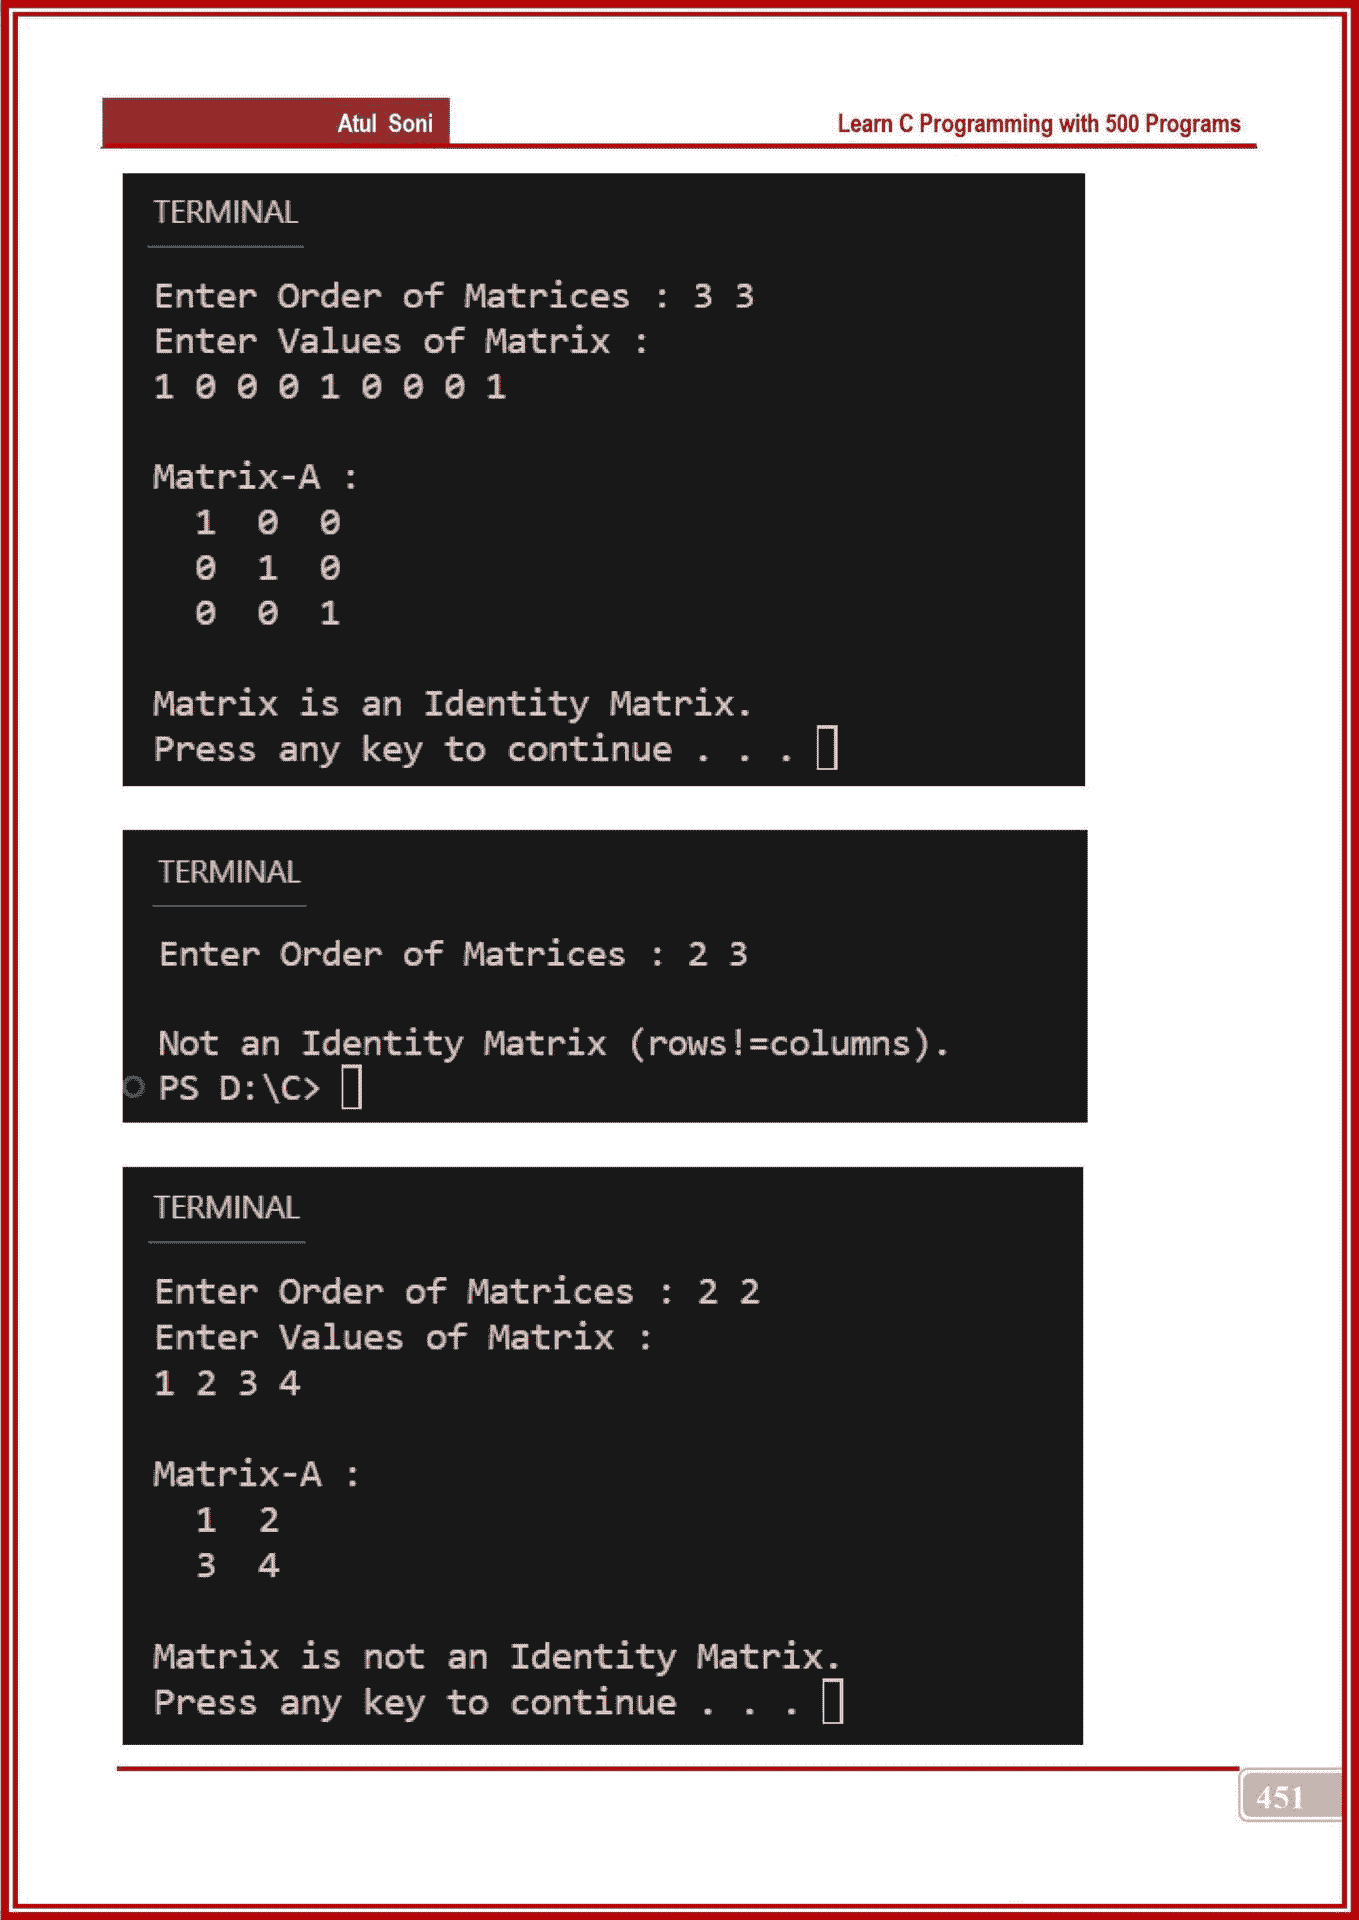 Atul Soni
Learn C Programming with 500 Programs
TERMINAL
Enter Order of Matrices : 3 3
Enter Values of Matrix :
1 0 0 0 1 0 0 0 1
Matrix-A :
1 0 0
0 1 0
0 0 1
Matrix is an Identity Matrix.
Press any key to continue . . .
TERMINAL
Enter Order of Matrices : 2 3
Not an Identity Matrix (rows!=columns).
PS D:\C>
TERMINAL
Enter Order of Matrices : 2 2
Enter Values of Matrix :
1 2 3 4
Matrix-A :
1 2
3 4
Matrix is not an Identity Matrix.
Press any key to continue . . .
451